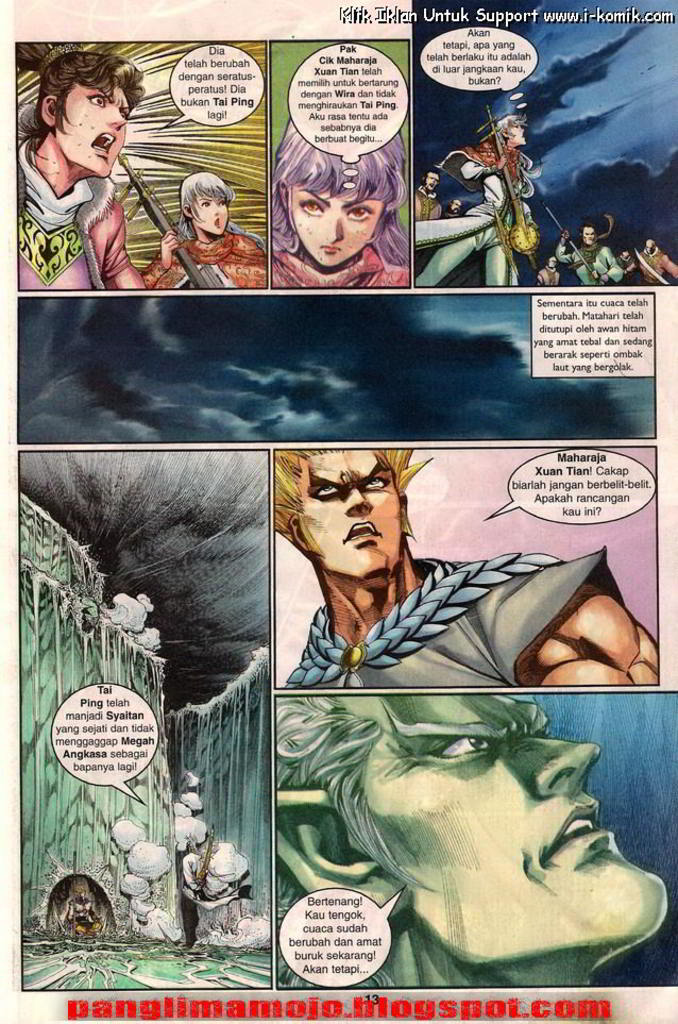 Klik Iklan Untuk Support www.i-komik.com
Dia
telah berubah
dengan seratus-
peratus! Dia
bukan Tai Ping
lagi!
Pak
Cik Maharaja
Xuan Tian telah
memilih untuk bertarung
dengan Wira dan tidak
menghiraukan Tai Ping.
Aku rasa tentu ada
sebabnya dia
berbuat begitu...
Akan
tetapi, apa yang
telah berlaku itu adalah
di luar jangkaan kau,
bukan?
Sementara itu cuaca telah
berubah. Matahari telah
ditutupi oleh awan hitam
yang amat tebal dan sedang
berarak seperti ombak
laut yang bergolak.
Tai
Ping telah
manjadi Syaitan
yang sejati dan tidak
menggaggap Megah
Angkasa sebagai
bapanya lagi!
Maharaja
Xuan Tian! Cakap
biarlah jangan berbelit-belit.
Apakah rancangan
kau ini?
Bertenang!
Kau tengok,
cuaca sudah
berubah dan amat
buruk sekarang!
Akan tetapi...
13
panglimamojo.blogspot.com